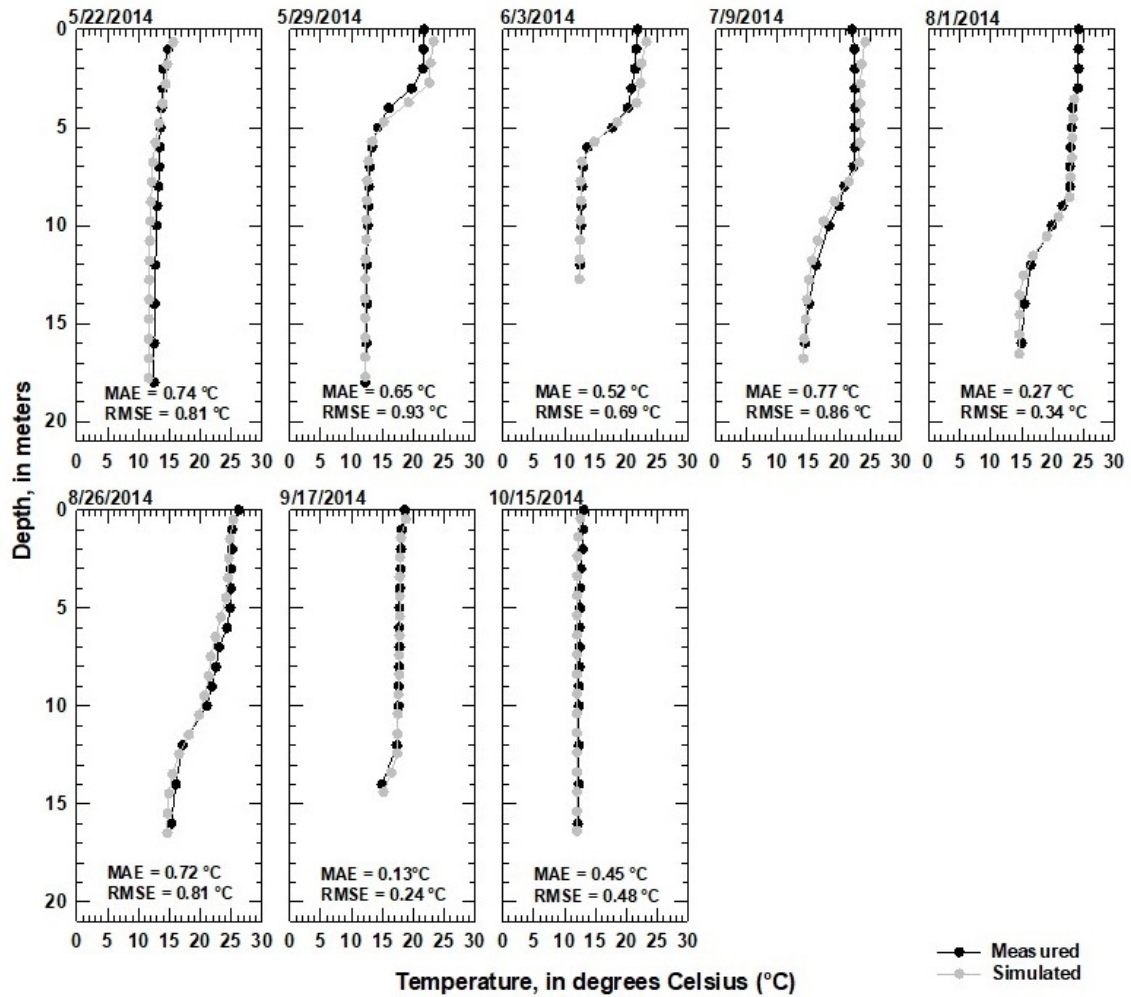 5/22/2014
5/29/2014
6/3/2014
7/9/2014
8/1/2014
0
5
10
15
20
MAE = 0.74 °C
RMSE = 0.81 °C
MAE = 0.65 °C
RMSE = 0.93 °C
MAE = 0.52 °C
RMSE = 0.69 °C
MAE = 0.77 °C
RMSE = 0.86 °C
MAE = 0.27 °C
RMSE = 0.34 °C
0 5 10 15 20 25 30
0 5 10 15 20 25 30
0 5 10 15 20 25 30
0 5 10 15 20 25 30
0 5 10 15 20 25 30
Depth, in meters
8/26/2014
9/17/2014
10/15/2014
0
5
10
15
20
MAE = 0.72 °C
RMSE = 0.81 °C
MAE = 0.13°C
RMSE = 0.24 °C
MAE = 0.45 °C
RMSE = 0.48 °C
0 5 10 15 20 25 30
0 5 10 15 20 25 30
0 5 10 15 20 25 30
Measured
Simulated
Temperature, in degrees Celsius (°C)